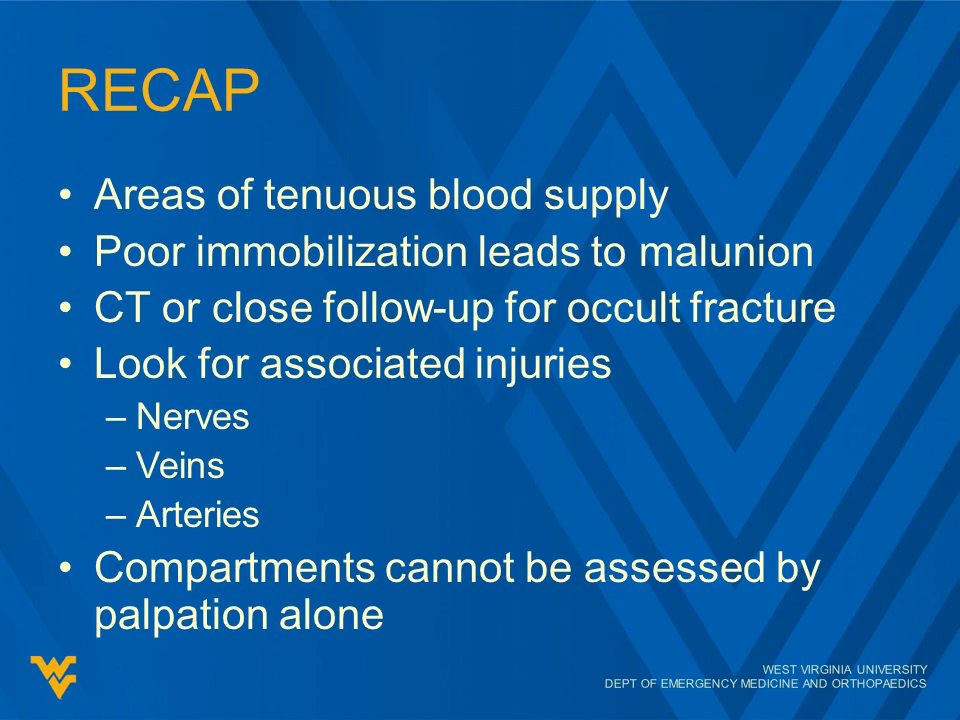 RECAP
• Areas of tenuous blood supply
• Poor immobilization leads to malunion
• CT or close follow-up for occult fracture
• Look for associated injuries
– Nerves
– Veins
– Arteries
• Compartments cannot be assessed by
palpation alone
WEST VIRGINIA UNIVERSITY
DEPT OF EMERGENCY MEDICINE AND ORTHOPAEDICS